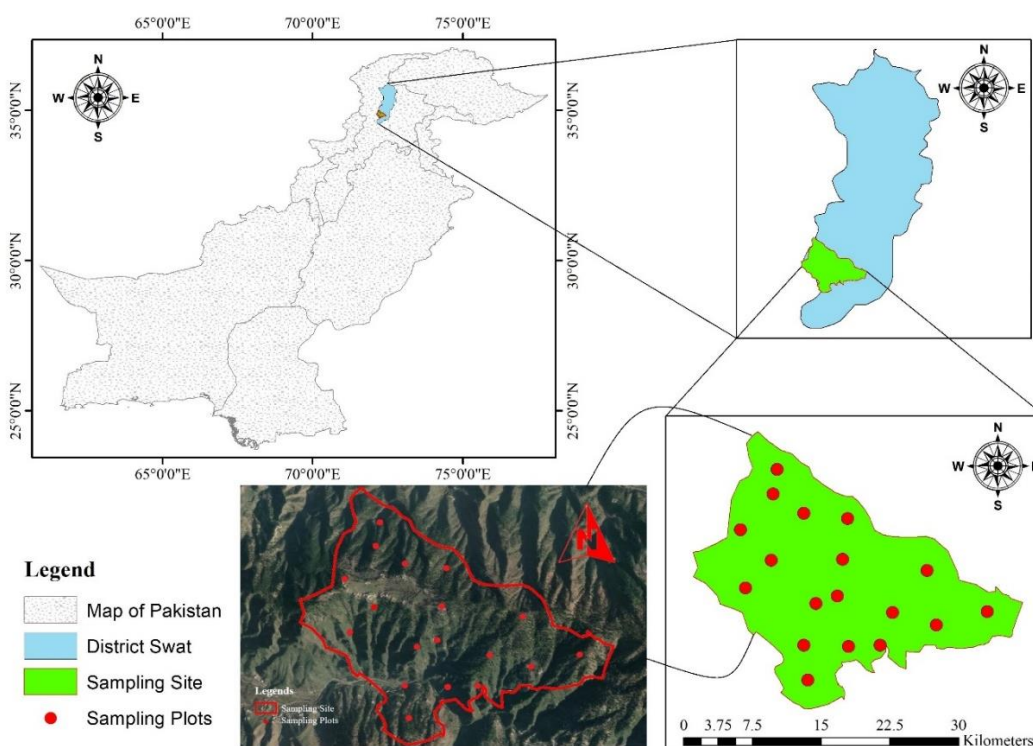 65°0'0"E 70°0'0"E 75°0'0"E
N
W E
S
35°0'0"N
30°0'0"N
25°0'0"N
35°0'0"N
30°0'0"N
25°0'0"N
65°0'0"E 70°0'0"E 75°0'0"E
N
W E
S
N
W
S
N
Legends
Sampling Site
Sampling Plots
Legend
Map of Pakistan
District Swat
Sampling Site
Sampling Plots
0 3.75 7.5 15 22.5 30
Kilometers